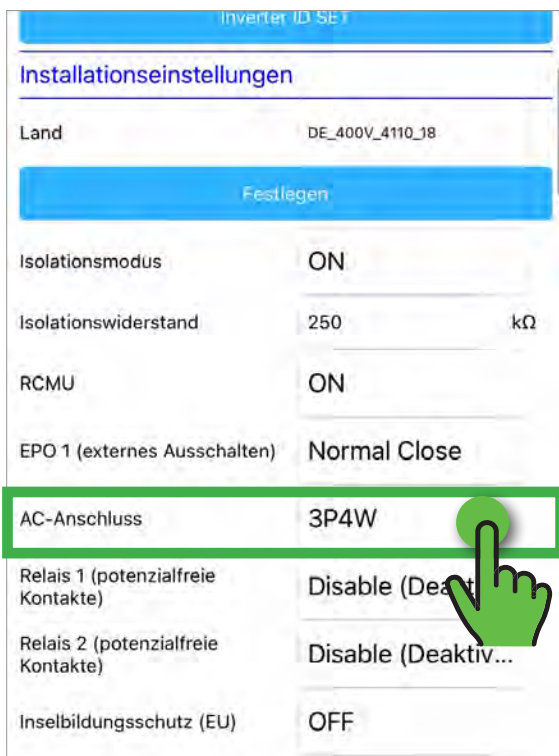 Inverter ID SET
Installationseinstellungen
Land DE_400V_4110_18
Festlegen
Isolationsmodus ON
Isolationswiderstand 250 kΩ
RCMU ON
EPO 1 (externes Ausschalten) Normal Close
AC-Anschluss 3P4W
Relais 1 (potenzialfreie
Kontakte) Disable
Relais 2 (potenzialfreie
Kontakte) Disable (Deaktiv...
Inselbildungsschutz (EU) OFF